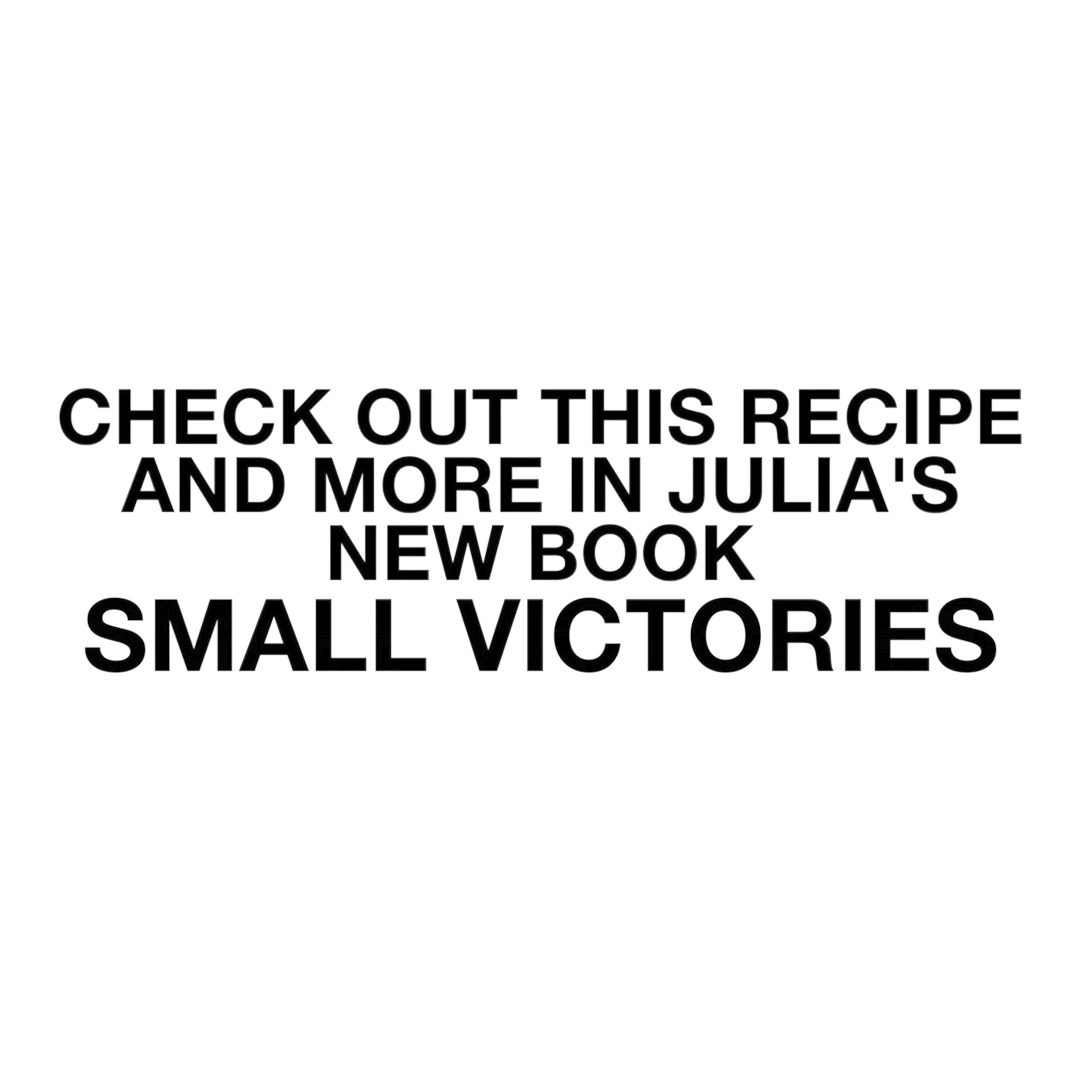 CHECK OUT THIS RECIPE
AND MORE IN JULIA'S
NEW BOOK
SMALL VICTORIES